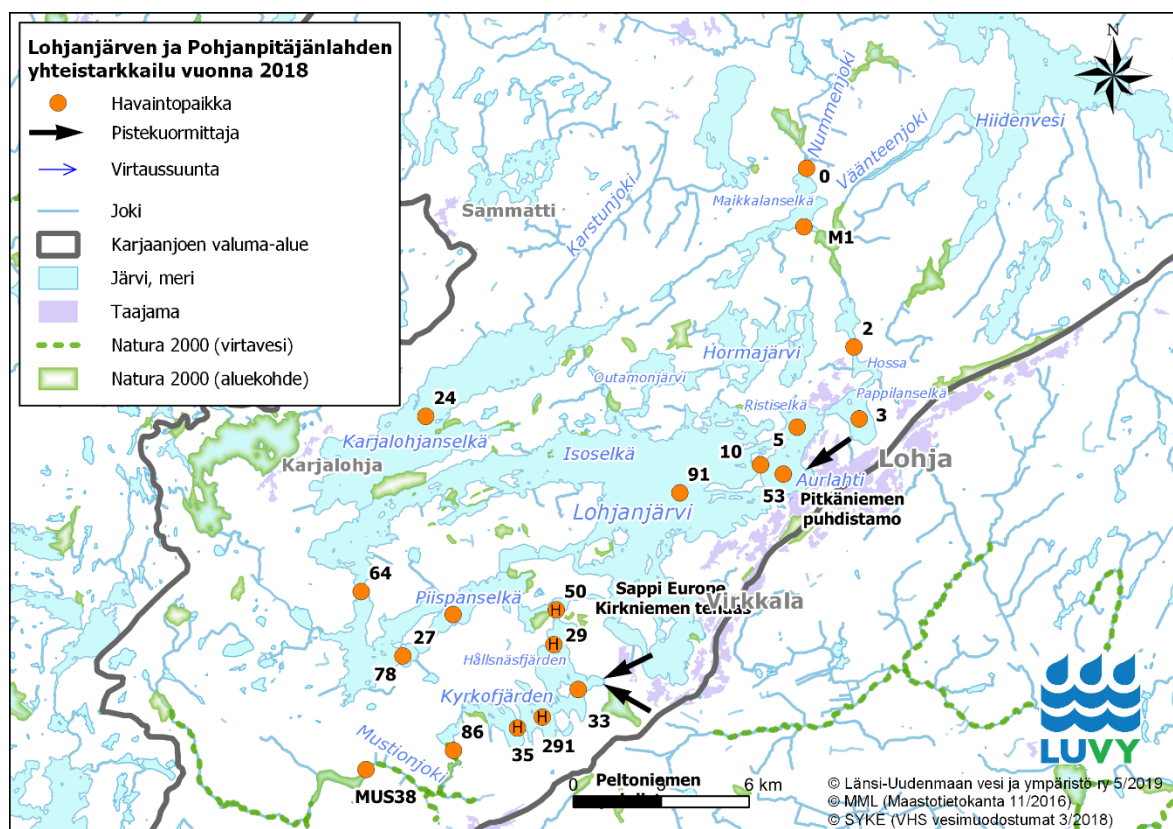 Lohjanjärven ja Pohjanpitäjänlahden
yhteistarkkailu vuonna 2018
Havaintopaikka
Pistekuormittaja
Virtaussuunta
Joki
Karjaanjoen valuma-alue
Järvi, meri
Taajama
Natura 2000 (virtavesi)
Natura 2000 (aluekohde)
N
Nummenjoki
Hiidenvesi
Väänteenjoki
0
Maikkalanselkä
Sammatti
Karstunjoki
M1
2
Hossa
Hormajärvi
Outamonjärvi
Pappilanselkä
24
Ristiselkä
3
Karjalohjanselkä
5
Isoselkä
10
Lohja
Karjalohja
91
Aurlahti
53
Pitkäniemen
puhdistamo
Lohjanjärvi
64
Piispanselkä
50
Sappi Europe
Kirkniemen
Virkkala
H
27
29
H
78
Hållsnäsfjärden
Kyrkofjärden
33
H
H
86
35
291
Mustionjoki
MUS38
Peltoniemen
0
6 km
LUVY
© Länsi-Uudenmaan vesi ja ympäristö ry 5/2019
© MML (Maastotietokanta 11/2016)
© SYKE (VHS vesimuodostumat 3/2018)